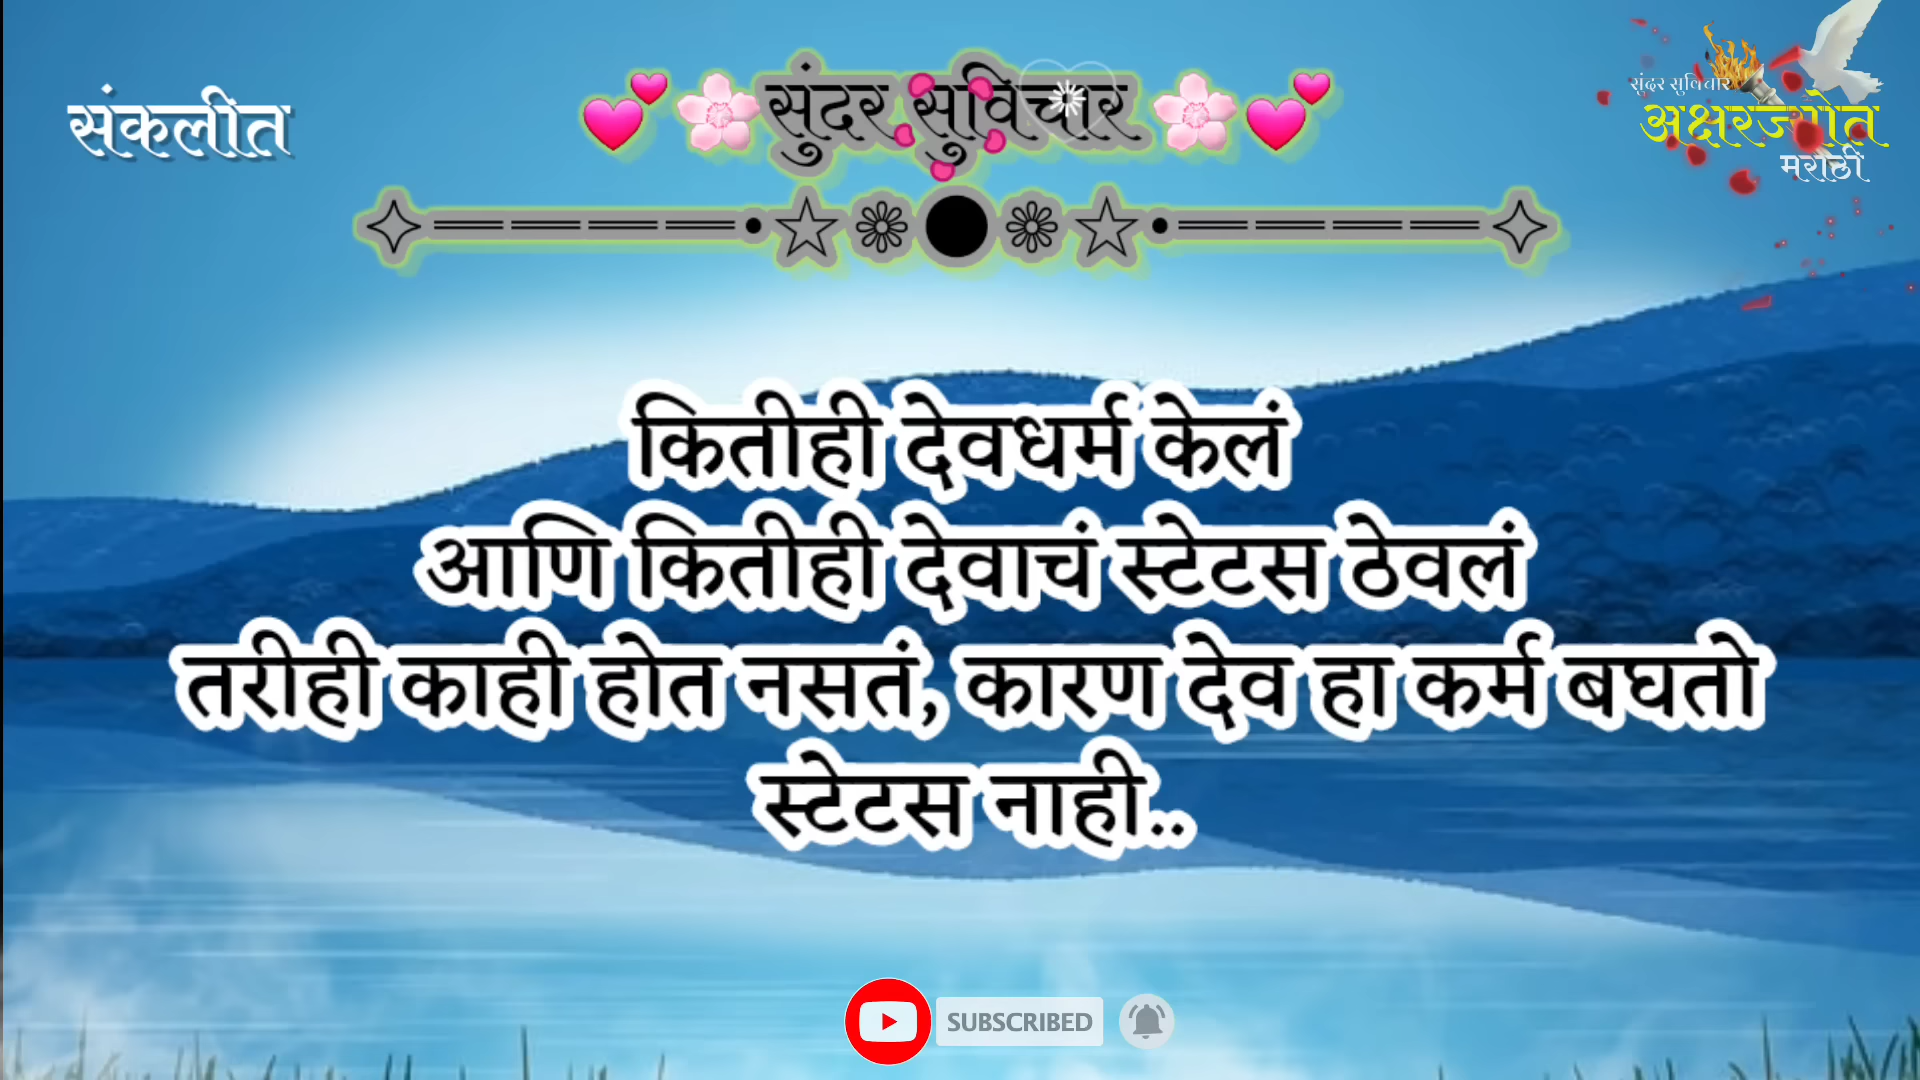 संकलीत
💕🌸सुंदर सुविचार🌸💕
सुंदर सुविचार
अक्षरज्योत
मराठी
✧════•☆❁●❁☆•════✧
कितीही देवधर्म केलं
आणि कितीही देवाचं स्टेटस ठेवलं
तरीही काही होत नसतं, कारण देव हा कर्म बघतो
स्टेटस नाही..
SUBSCRIBED